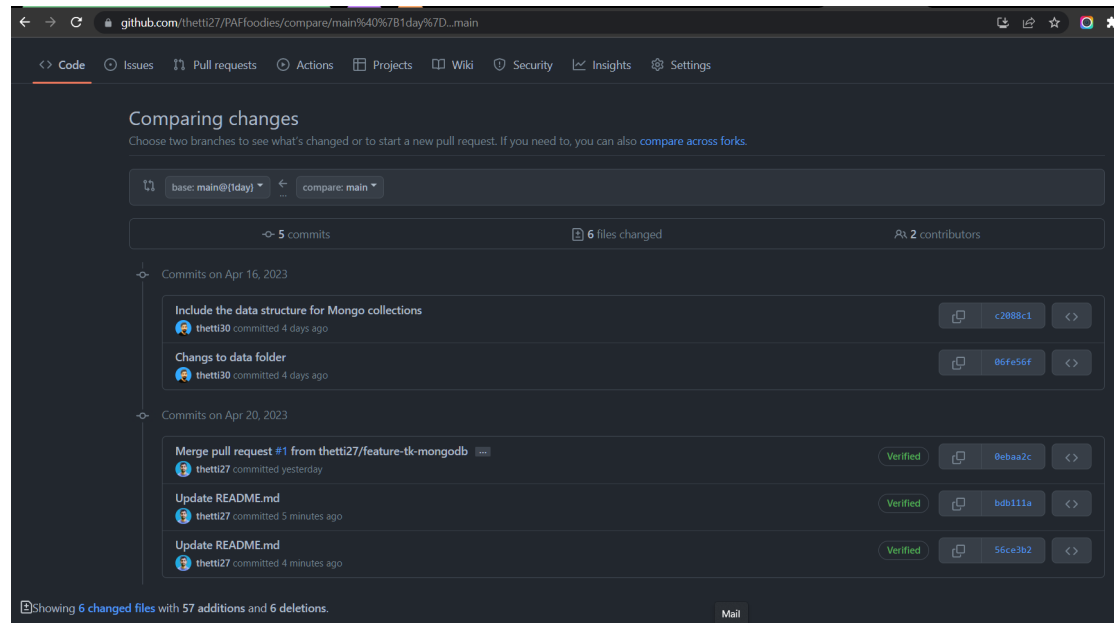 github.com/thetti27/PAFfoodies/compare/main%40%7B1day%7D...main
Code Issues Pull requests Actions Projects Wiki Security Insights Settings
Comparing changes
Choose two branches to see what's changed or to start a new pull request. If you need to, you can also compare across forks.
base: main@{1day} ... compare: main
5 commits 6 files changed 2 contributors
Commits on Apr 16, 2023
Include the data structure for Mongo collections
thetti30 committed 4 days ago
c2088c1
Changs to data folder
thetti30 committed 4 days ago
06fe56f
Commits on Apr 20, 2023
Merge pull request #1 from thetti27/feature-tk-mongodb ...
thetti27 committed yesterday
Verified 0ebaa2c
Update README.md
thetti27 committed 5 minutes ago
Verified bdb111a
Update README.md
thetti27 committed 4 minutes ago
Verified 56ce3b2
Showing 6 changed files with 57 additions and 6 deletions.
Mail